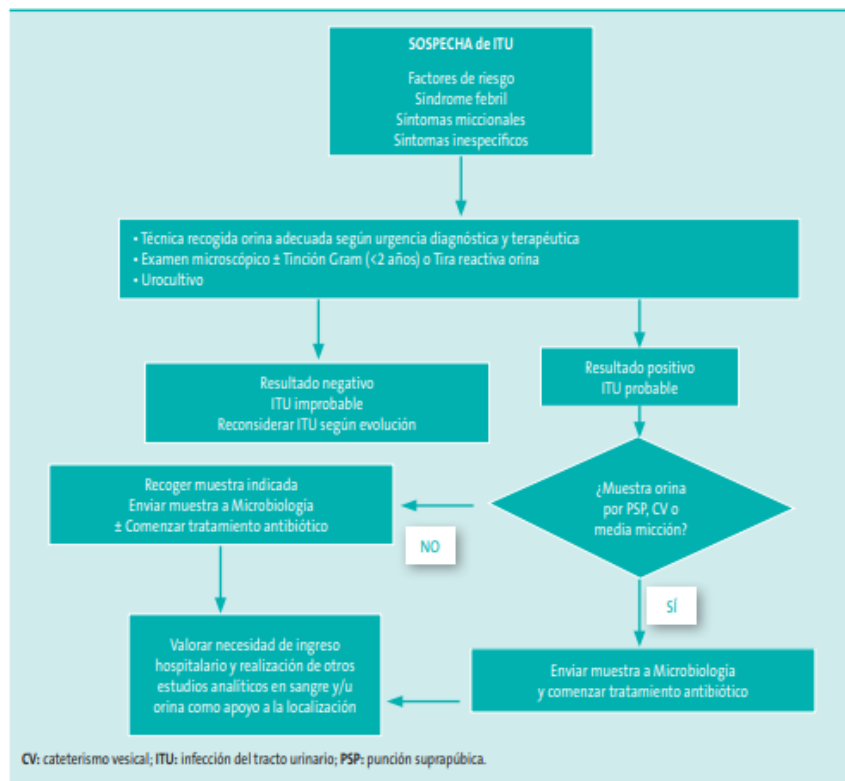 SOSPECHA de ITU
Factores de riesgo
Síndrome febril
Síntomas miccionales
Síntomas inespecíficos
• Técnica recogida orina adecuada según urgencia diagnóstica y terapéutica
• Examen microscópico ± Tinción Gram (<2 años) o Tira reactiva orina
• Urocultivo
Resultado negativo
ITU improbable
Reconsiderar ITU según evolución
Resultado positivo
ITU probable
¿Muestra orina
por PSP, CV o
media micción?
NO
Recoger muestra indicada
Enviar muestra a Microbiología
± Comenzar tratamiento antibiótico
SÍ
Enviar muestra a Microbiología
y comenzar tratamiento antibiótico
Valorar necesidad de ingreso
hospitalario y realización de otros
estudios analíticos en sangre y/u
orina como apoyo a la localización
CV: cateterismo vesical; ITU: infección del tracto urinario; PSP: punción suprapúbica.